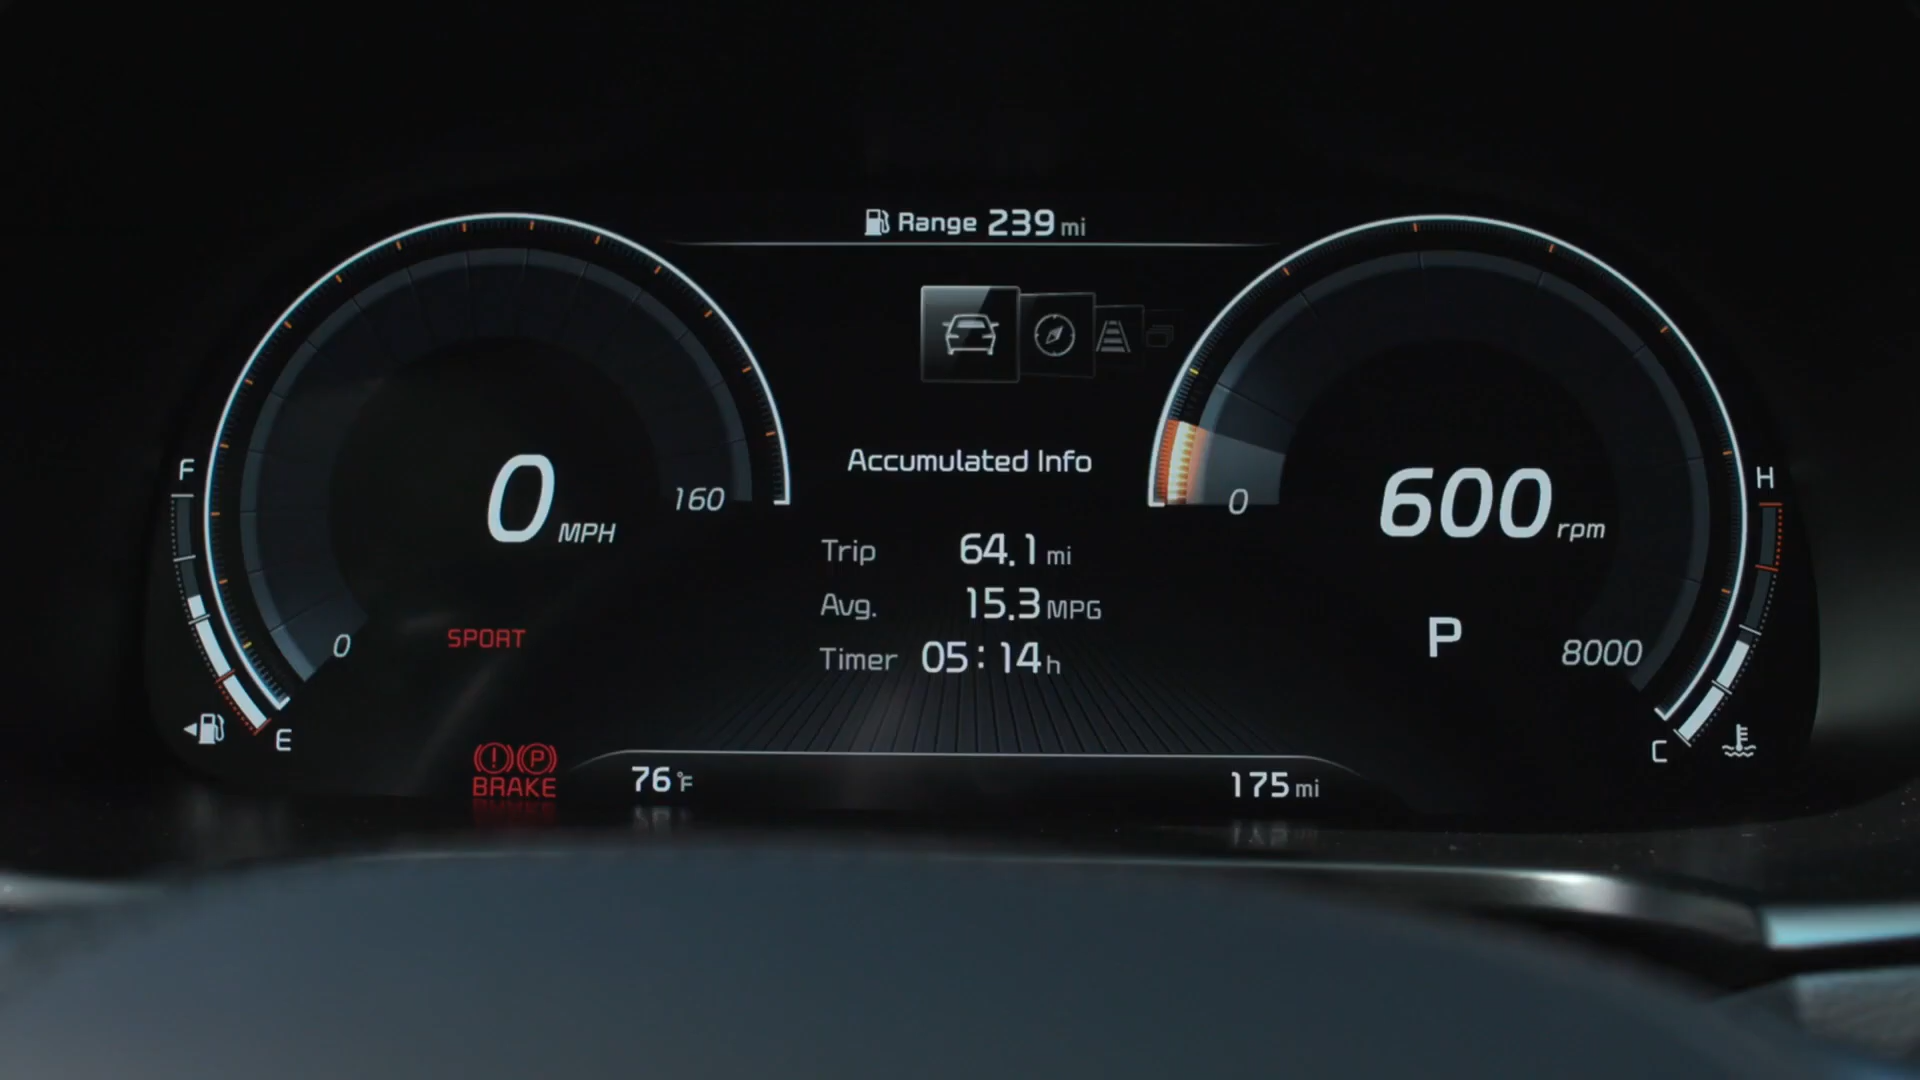 Range 239 mi
F
H
Accumulated Info
0 MPH
160
0
600 rpm
Trip 64.1 mi
Avg. 15.3 MPG
Timer 05:14 h
0
SPORT
P
8000
E
C
(!) (P)
BRAKE
76 °F
175 mi